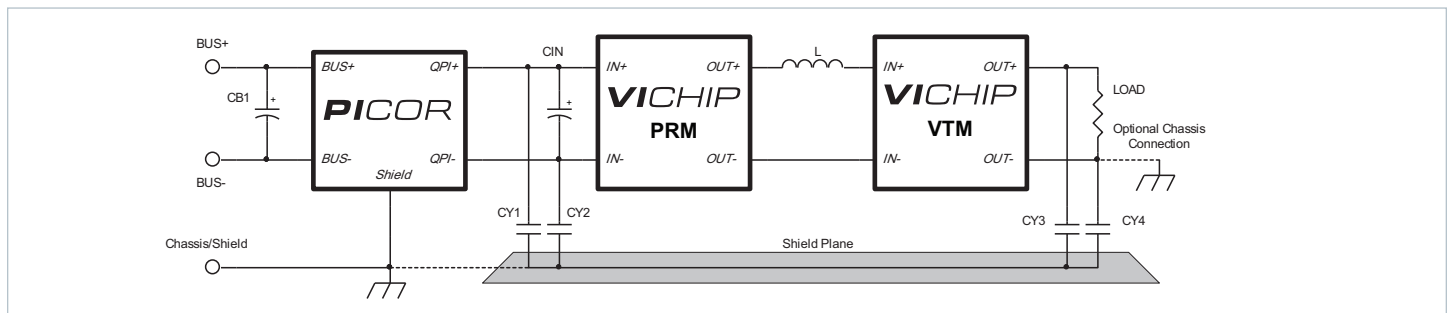 BUS+
CB1
+
BUS-
BUS+
QPI+
PICOR
BUS-
QPI-
Shield
CIN
+
CY1
CY2
IN+
OUT+
VICHIP
PRM
IN-
OUT-
L
IN+
OUT+
VICHIP
VTM
IN-
OUT-
LOAD
Optional Chassis
Connection
CY3
CY4
Chassis/Shield
Shield Plane